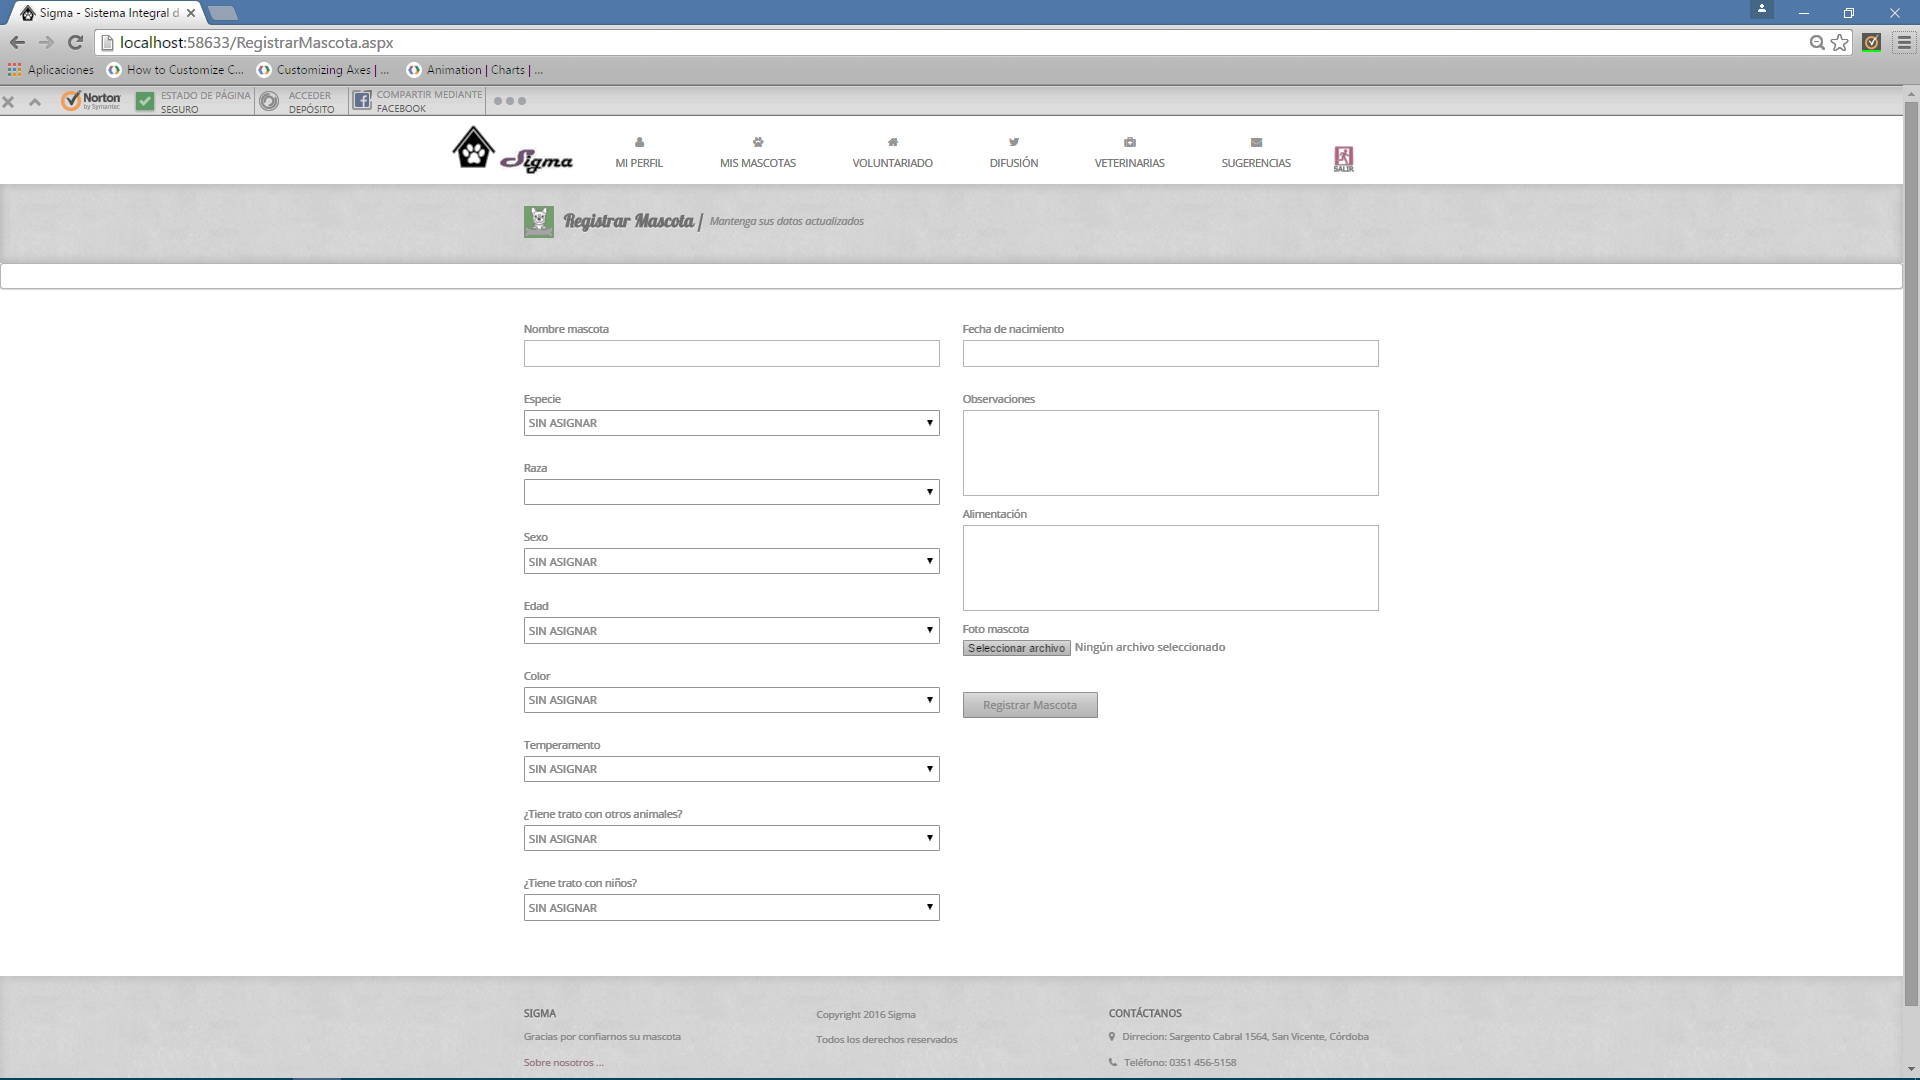 Sigma - Sistema Integral d
localhost:58633/RegistrarMascota.aspx
Aplicaciones How to Customize C... Customizing Axes | ... Animation | Charts | ...
Norton by Symantec
ESTADO DE PÁGINA
SEGURO
ACCEDER
DEPÓSITO
COMPARTIR MEDIANTE
FACEBOOK
Sigma
MI PERFIL MIS MASCOTAS VOLUNTARIADO DIFUSIÓN VETERINARIAS SUGERENCIAS SALIR
Registrar Mascota / Mantenga sus datos actualizados
Nombre mascota
Especie
SIN ASIGNAR
Raza
Sexo
SIN ASIGNAR
Edad
SIN ASIGNAR
Color
SIN ASIGNAR
Temperamento
SIN ASIGNAR
¿Tiene trato con otros animales?
SIN ASIGNAR
¿Tiene trato con niños?
SIN ASIGNAR
Fecha de nacimiento
Observaciones
Alimentación
Foto mascota
Seleccionar archivo Ningún archivo seleccionado
Registrar Mascota
SIGMA
Gracias por confiarnos su mascota
Sobre nosotros ...
Copyright 2016 Sigma
Todos los derechos reservados
CONTÁCTANOS
Dirrecion: Sargento Cabral 1564, San Vicente, Córdoba
Teléfono: 0351 456-5158